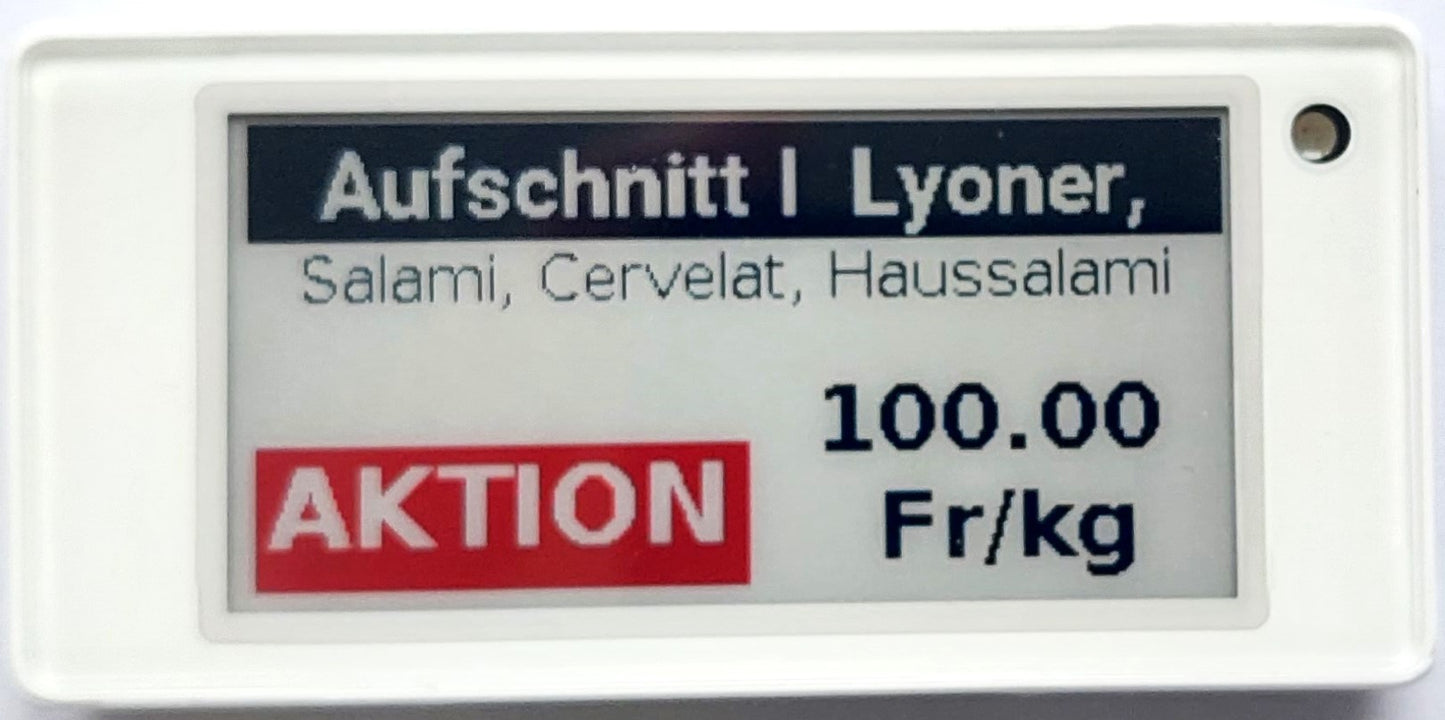 Aufschnitt I Lyoner,
Salami, Cervelat, Haussalami
100.00
AKTION
Fr/kg